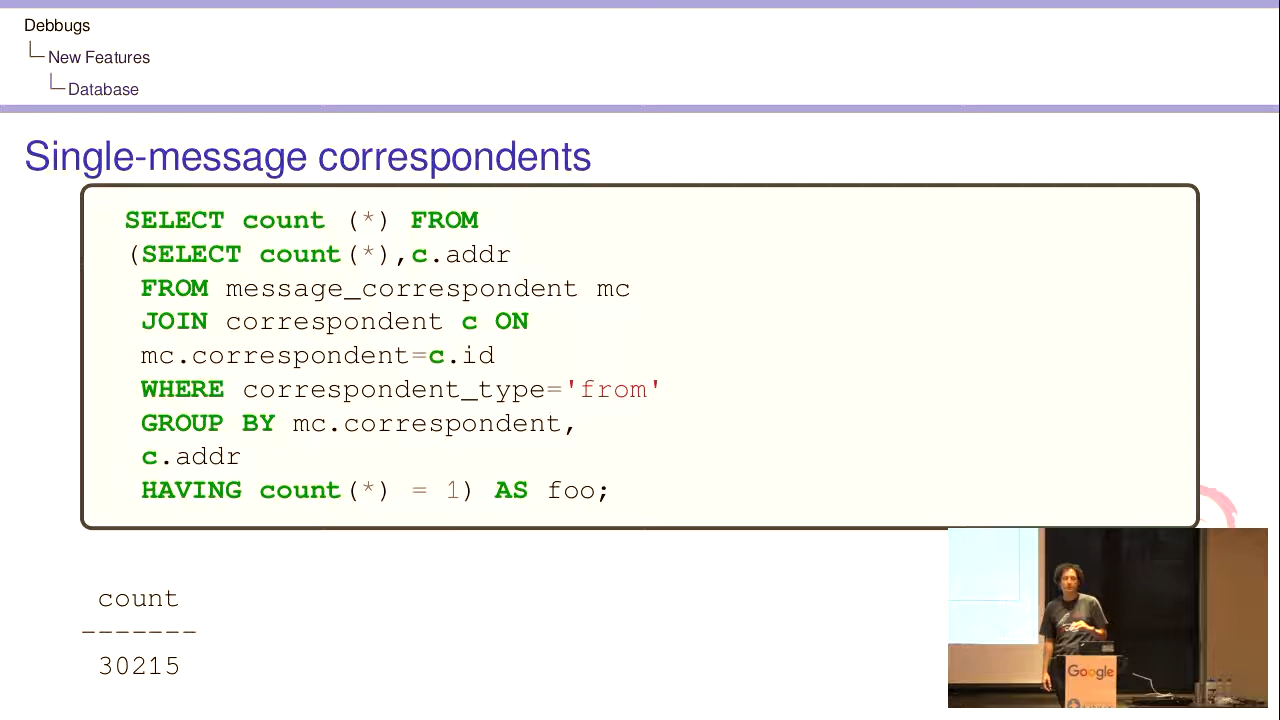 Debbugs
New Features
Database
Single-message correspondents
SELECT count (*) FROM
(SELECT count(*),c.addr
FROM message_correspondent mc
JOIN correspondent c ON
mc.correspondent=c.id
WHERE correspondent_type='from'
GROUP BY mc.correspondent,
c.addr
HAVING count(*) = 1) AS foo;
count
-------
30215
Google